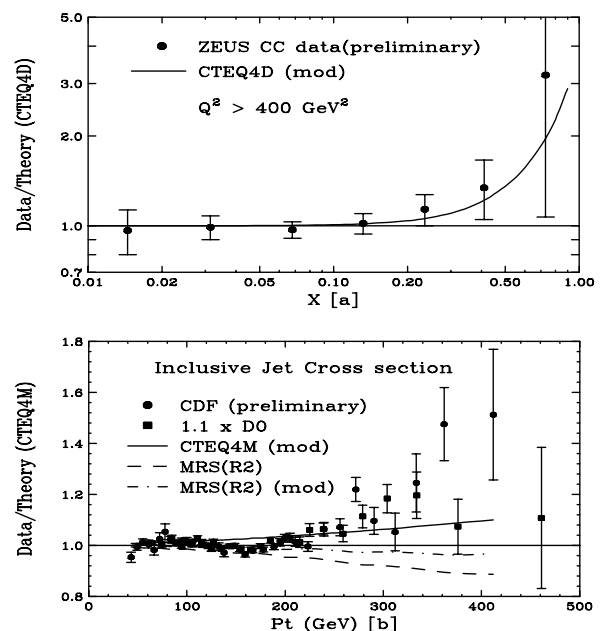 5.0
ZEUS CC data(preliminary)
CTEQ4D (mod)
Q² > 400 GeV²
3.0
2.0
1.0
0.7
Data/Theory (CTEQ4D)
0.01 0.02 0.05 0.10 0.20 0.50 1.00
X [a]
1.8
Inclusive Jet Cross section
CDF (preliminary)
1.1 x D0
CTEQ4M (mod)
MRS(R2)
MRS(R2) (mod)
1.6
1.4
1.2
1.0
0.8
Data/Theory (CTEQ4M)
0 100 200 300 400 500
Pt (GeV) [b]